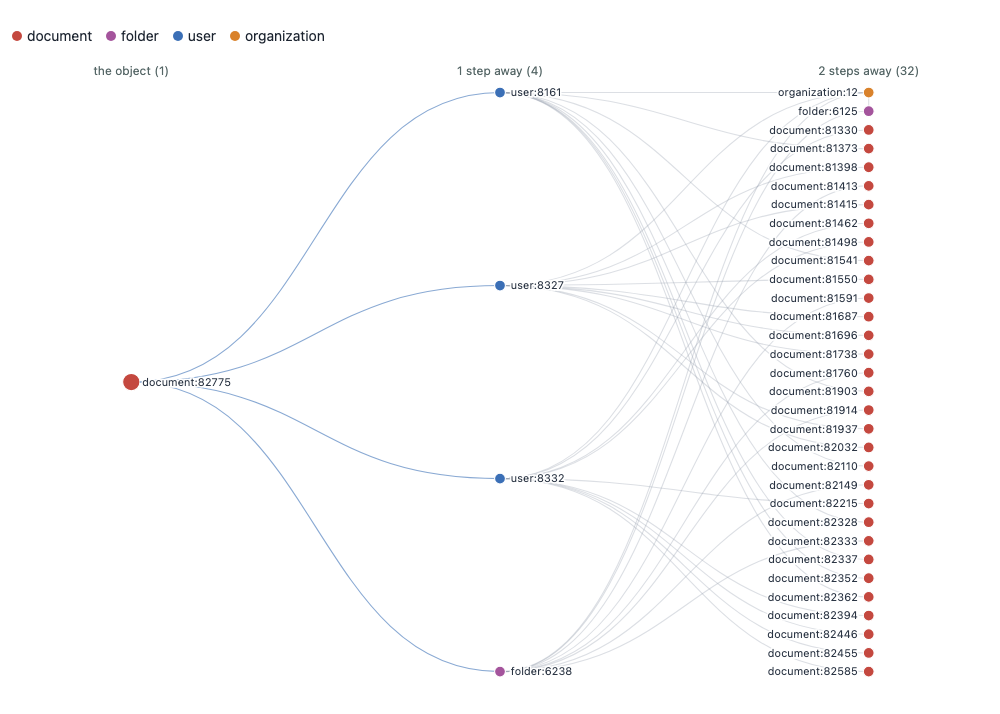 document folder user organization
the object (1) 1 step away (4) 2 steps away (32)
user:8161
user:8327
document:82775
user:8332
folder:6238
organization:12
folder:6125
document:81330
document:81373
document:81398
document:81413
document:81415
document:81462
document:81498
document:81541
document:81550
document:81591
document:81687
document:81696
document:81738
document:81760
document:81903
document:81914
document:81937
document:82032
document:82110
document:82149
document:82215
document:82328
document:82333
document:82337
document:82352
document:82362
document:82394
document:82446
document:82455
document:82585